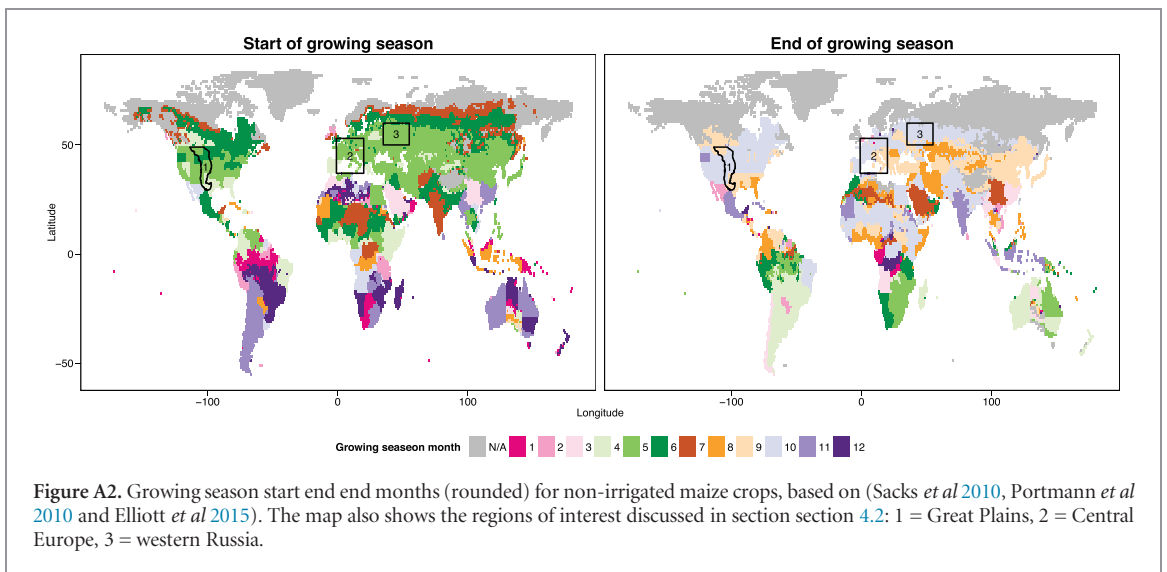 Start of growing season
End of growing season
Latitude
50
0
−50
1
2
3
1
2
3
−100
0
100
−100
0
100
Longitude
Growing seaseon month N/A 1 2 3 4 5 6 7 8 9 10 11 12
Figure A2. Growing season start end end months (rounded) for non-irrigated maize crops, based on (Sacks et al 2010, Portmann et al
2010 and Elliott et al 2015). The map also shows the regions of interest discussed in section section 4.2: 1 = Great Plains, 2 = Central
Europe, 3 = western Russia.